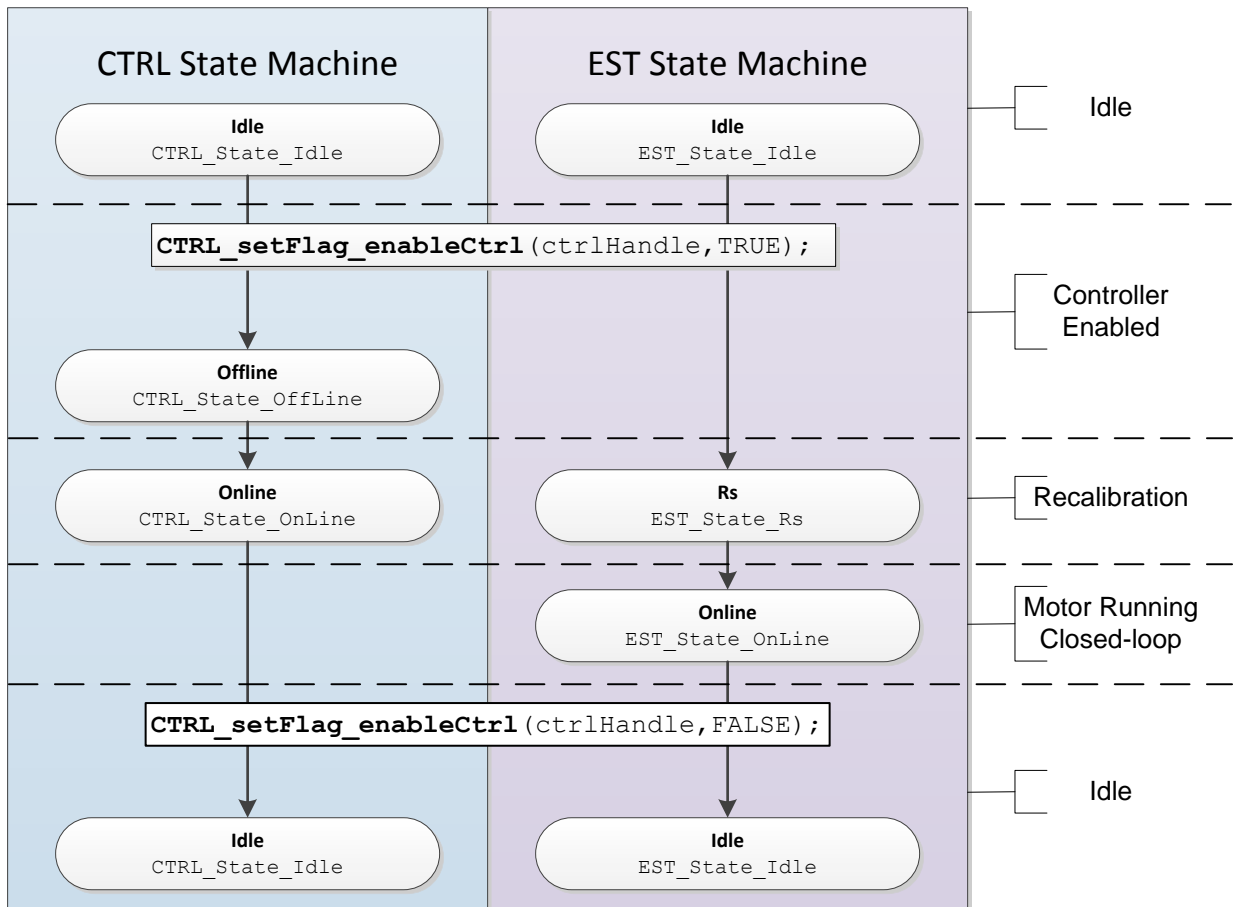 CTRL State Machine
EST State Machine
Idle
CTRL_State_Idle
Idle
EST_State_Idle
Idle
CTRL_setFlag_enableCtrl(ctrlHandle,TRUE);
Controller
Enabled
Offline
CTRL_State_OffLine
Online
CTRL_State_OnLine
Rs
EST_State_Rs
Recalibration
Online
EST_State_OnLine
Motor Running
Closed-loop
CTRL_setFlag_enableCtrl(ctrlHandle,FALSE);
Idle
Idle
CTRL_State_Idle
Idle
EST_State_Idle